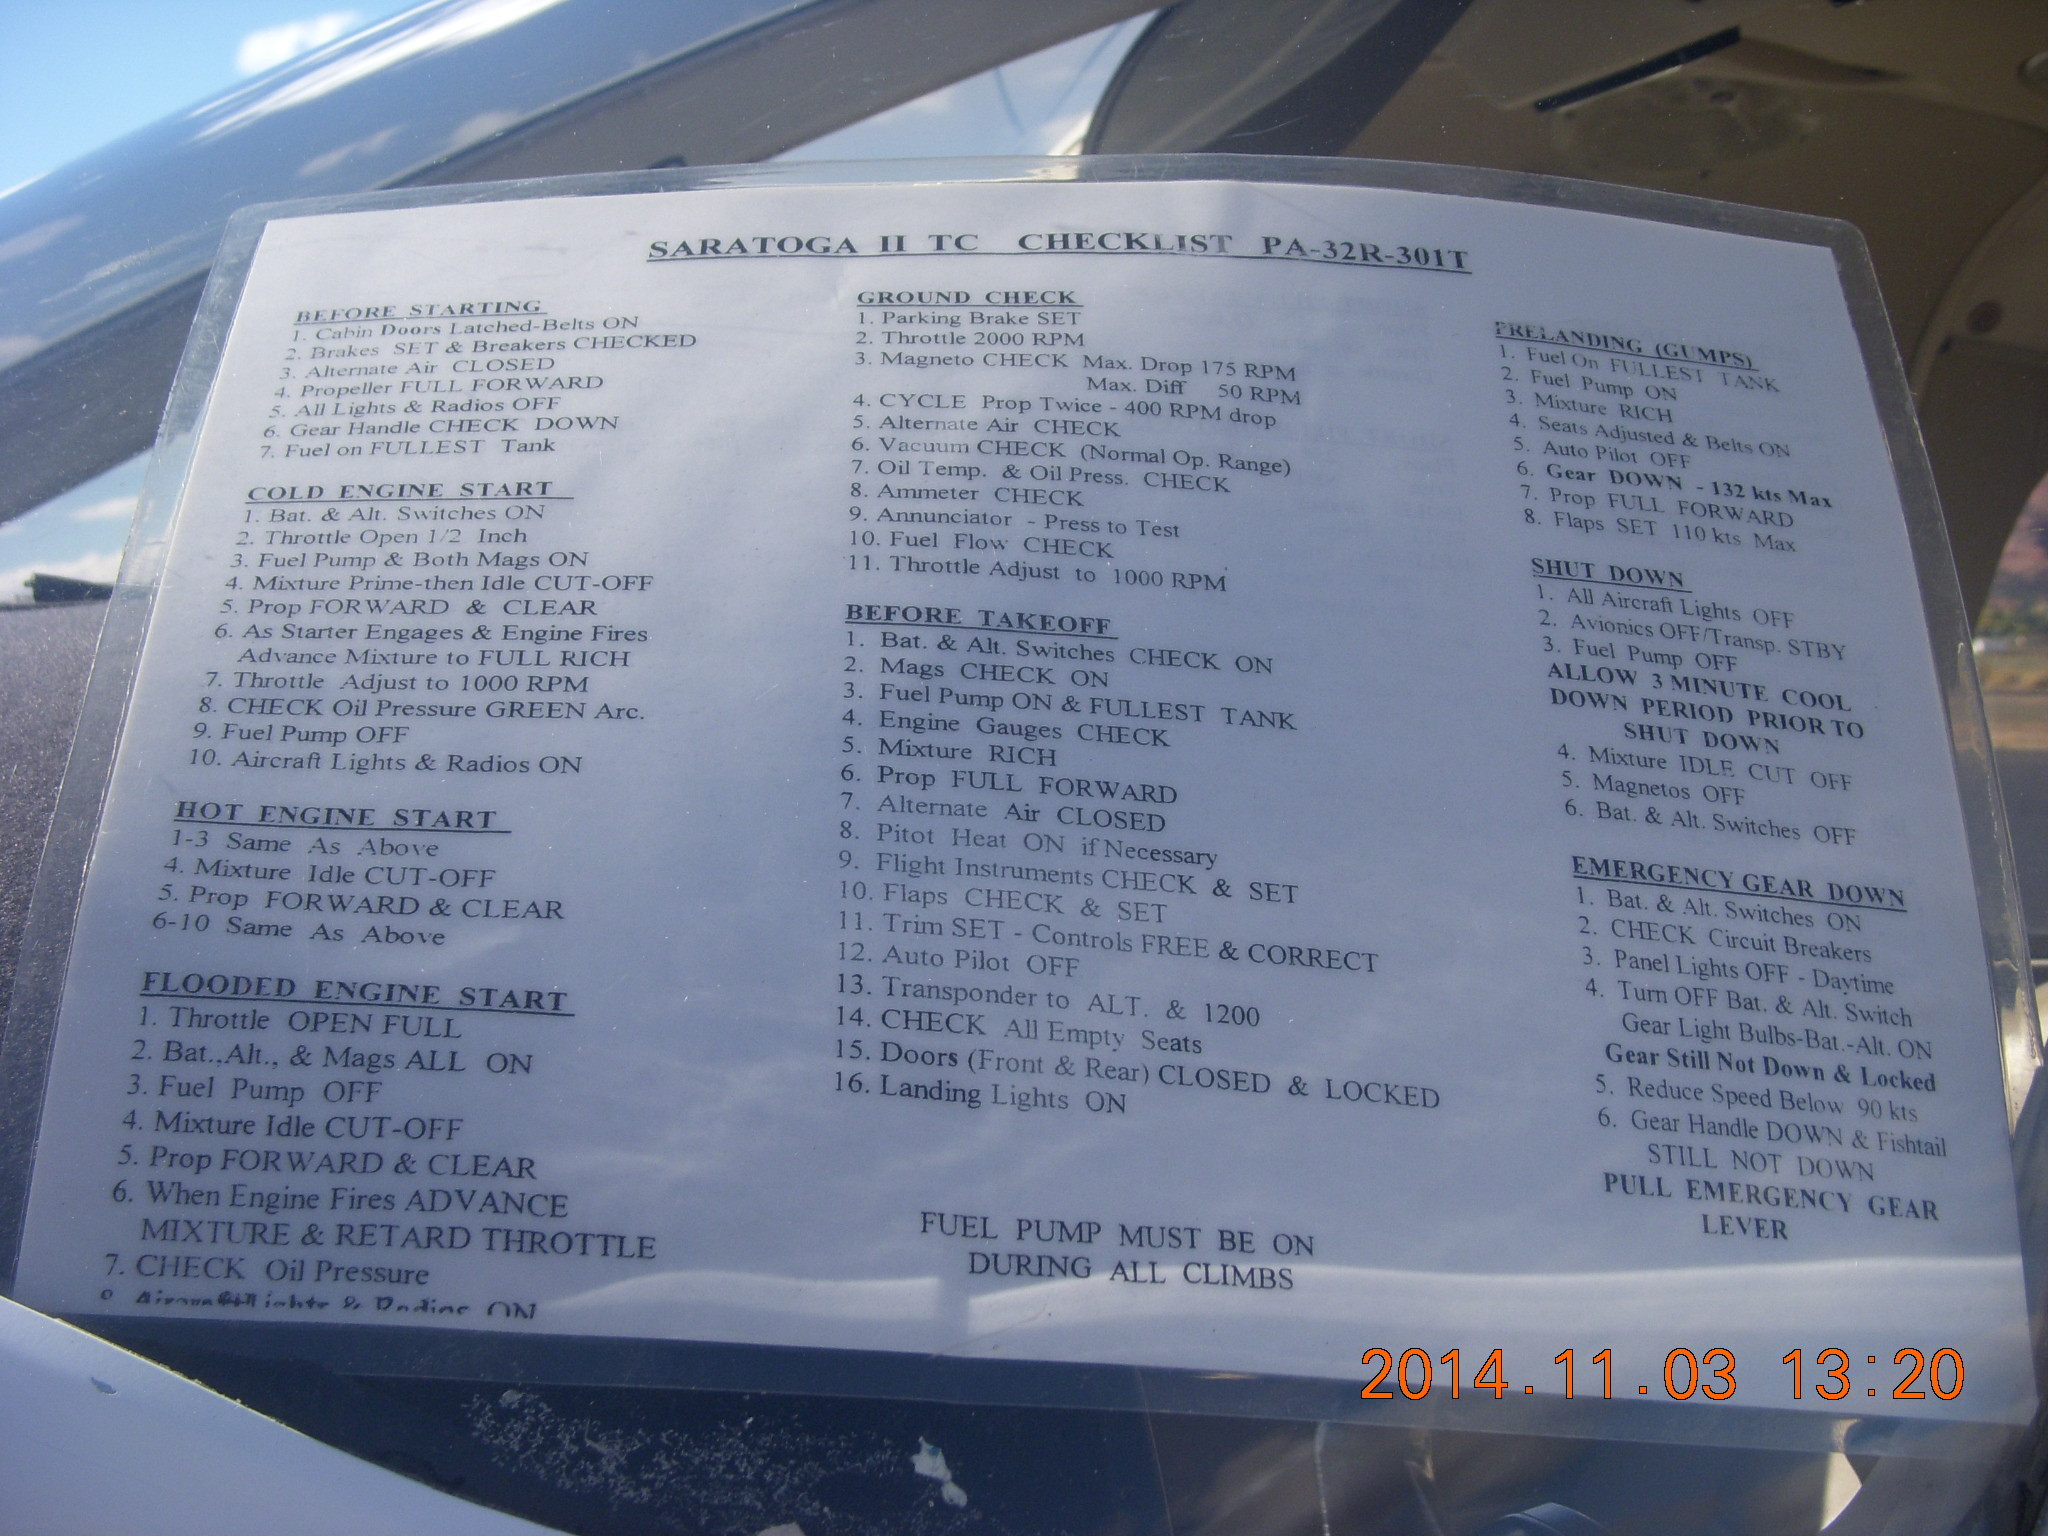 SARATOGA II TC CHECKLIST PA-32R-301T
BEFORE STARTING
1. Cabin Doors Latched-Belts ON
2. Brakes SET & Breakers CHECKED
3. Alternate Air CLOSED
4. Propeller FULL FORWARD
5. All Lights & Radios OFF
6. Gear Handle CHECK DOWN
7. Fuel on FULLEST Tank
COLD ENGINE START
1. Bat. & Alt. Switches ON
2. Throttle Open 1/2 Inch
3. Fuel Pump & Both Mags ON
4. Mixture Prime-then Idle CUT-OFF
5. Prop FORWARD & CLEAR
6. As Starter Engages & Engine Fires
Advance Mixture to FULL RICH
7. Throttle Adjust to 1000 RPM
8. CHECK Oil Pressure GREEN Arc.
9. Fuel Pump OFF
10. Aircraft Lights & Radios ON
HOT ENGINE START
1-3 Same As Above
4. Mixture Idle CUT-OFF
5. Prop FORWARD & CLEAR
6-10 Same As Above
FLOODED ENGINE START
1. Throttle OPEN FULL
2. Bat.,Alt., & Mags ALL ON
3. Fuel Pump OFF
4. Mixture Idle CUT-OFF
5. Prop FORWARD & CLEAR
6. When Engine Fires ADVANCE
MIXTURE & RETARD THROTTLE
7. CHECK Oil Pressure
8. Aircraft Lights & Radios ON
GROUND CHECK
1. Parking Brake SET
2. Throttle 2000 RPM
3. Magneto CHECK Max. Drop 175 RPM
Max. Diff 50 RPM
4. CYCLE Prop Twice - 400 RPM drop
5. Alternate Air CHECK
6. Vacuum CHECK (Normal Op. Range)
7. Oil Temp. & Oil Press. CHECK
8. Ammeter CHECK
9. Annunciator - Press to Test
10. Fuel Flow CHECK
11. Throttle Adjust to 1000 RPM
BEFORE TAKEOFF
1. Bat. & Alt. Switches CHECK ON
2. Mags CHECK ON
3. Fuel Pump ON & FULLEST TANK
4. Engine Gauges CHECK
5. Mixture RICH
6. Prop FULL FORWARD
7. Alternate Air CLOSED
8. Pitot Heat ON if Necessary
9. Flight Instruments CHECK & SET
10. Flaps CHECK & SET
11. Trim SET - Controls FREE & CORRECT
12. Auto Pilot OFF
13. Transponder to ALT. & 1200
14. CHECK All Empty Seats
15. Doors (Front & Rear) CLOSED & LOCKED
16. Landing Lights ON
FUEL PUMP MUST BE ON
DURING ALL CLIMBS
PRELANDING (GUMPS)
1. Fuel On FULLEST TANK
2. Fuel Pump ON
3. Mixture RICH
4. Seats Adjusted & Belts ON
5. Auto Pilot OFF
6. Gear DOWN - 132 kts Max
7. Prop FULL FORWARD
8. Flaps SET 110 kts Max
SHUT DOWN
1. All Aircraft Lights OFF
2. Avionics OFF/Transp. STBY
3. Fuel Pump OFF
ALLOW 3 MINUTE COOL
DOWN PERIOD PRIOR TO
SHUT DOWN
4. Mixture IDLE CUT OFF
5. Magnetos OFF
6. Bat. & Alt. Switches OFF
EMERGENCY GEAR DOWN
1. Bat. & Alt. Switches ON
2. CHECK Circuit Breakers
3. Panel Lights OFF - Daytime
4. Turn OFF Bat. & Alt. Switch
Gear Light Bulbs-Bat.-Alt. ON
Gear Still Not Down & Locked
5. Reduce Speed Below 90 kts
6. Gear Handle DOWN & Fishtail
STILL NOT DOWN
PULL EMERGENCY GEAR
LEVER
2014.11.03 13:20